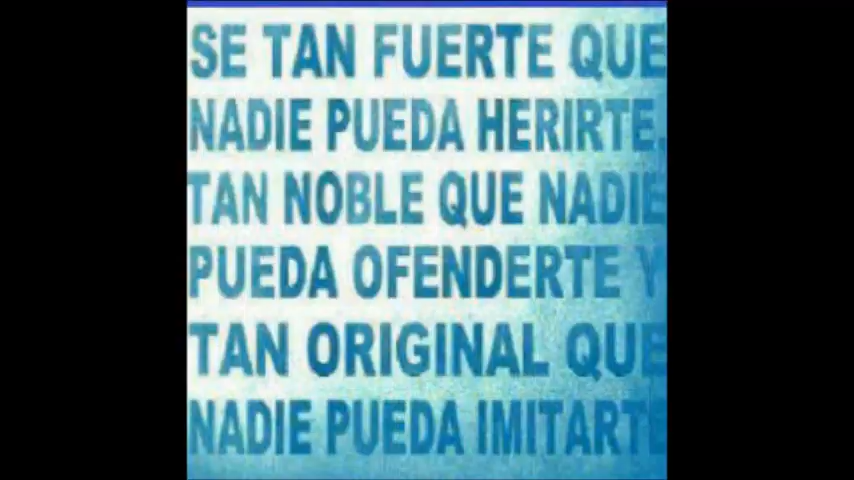 SE TAN FUERTE QUE
NADIE PUEDA HERIRTE.
TAN NOBLE QUE NADIE
PUEDA OFENDERTE Y
TAN ORIGINAL QUE
NADIE PUEDA IMITARTE